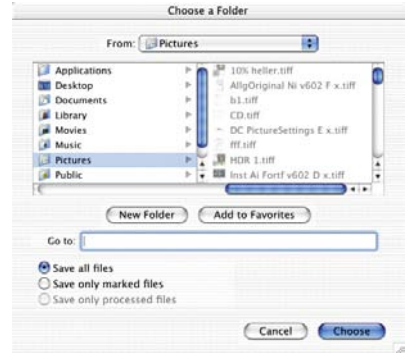 Choose a Folder
From: Pictures
Applications
Desktop
Documents
Library
Movies
Music
Pictures
Public
10% heller.tiff
AllgOriginal Ni v602 F x.tiff
b1.tiff
CD.tiff
DC PictureSettings E x.tiff
fff.tiff
HDR 1.tiff
Inst Ai Fortf v602 D x.tiff
New Folder
Add to Favorites
Go to:
Save all files
Save only marked files
Save only processed files
Cancel
Choose